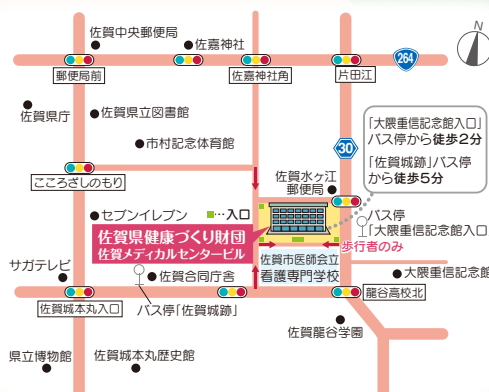 佐賀中央郵便局
佐嘉神社
N
264
郵便局前
佐嘉神社角
片田江
佐賀県庁
佐賀県立図書館
市村記念体育館
30
「大隈重信記念館入口」
バス停から徒歩2分
「佐賀城跡」バス停
から徒歩5分
こころざしのもり
佐賀水ヶ江
郵便局
セブンイレブン
…入口
バス停
「大隈重信記念館入口
佐賀県健康づくり財団
佐賀メディカルセンタービル
歩行者のみ
サガテレビ
佐賀合同庁舎
佐賀市医師会立
看護専門学校
大隈重信記念館
佐賀城本丸入口
バス停「佐賀城跡」
龍谷高校北
佐賀龍谷学園
県立博物館
佐賀城本丸歴史館